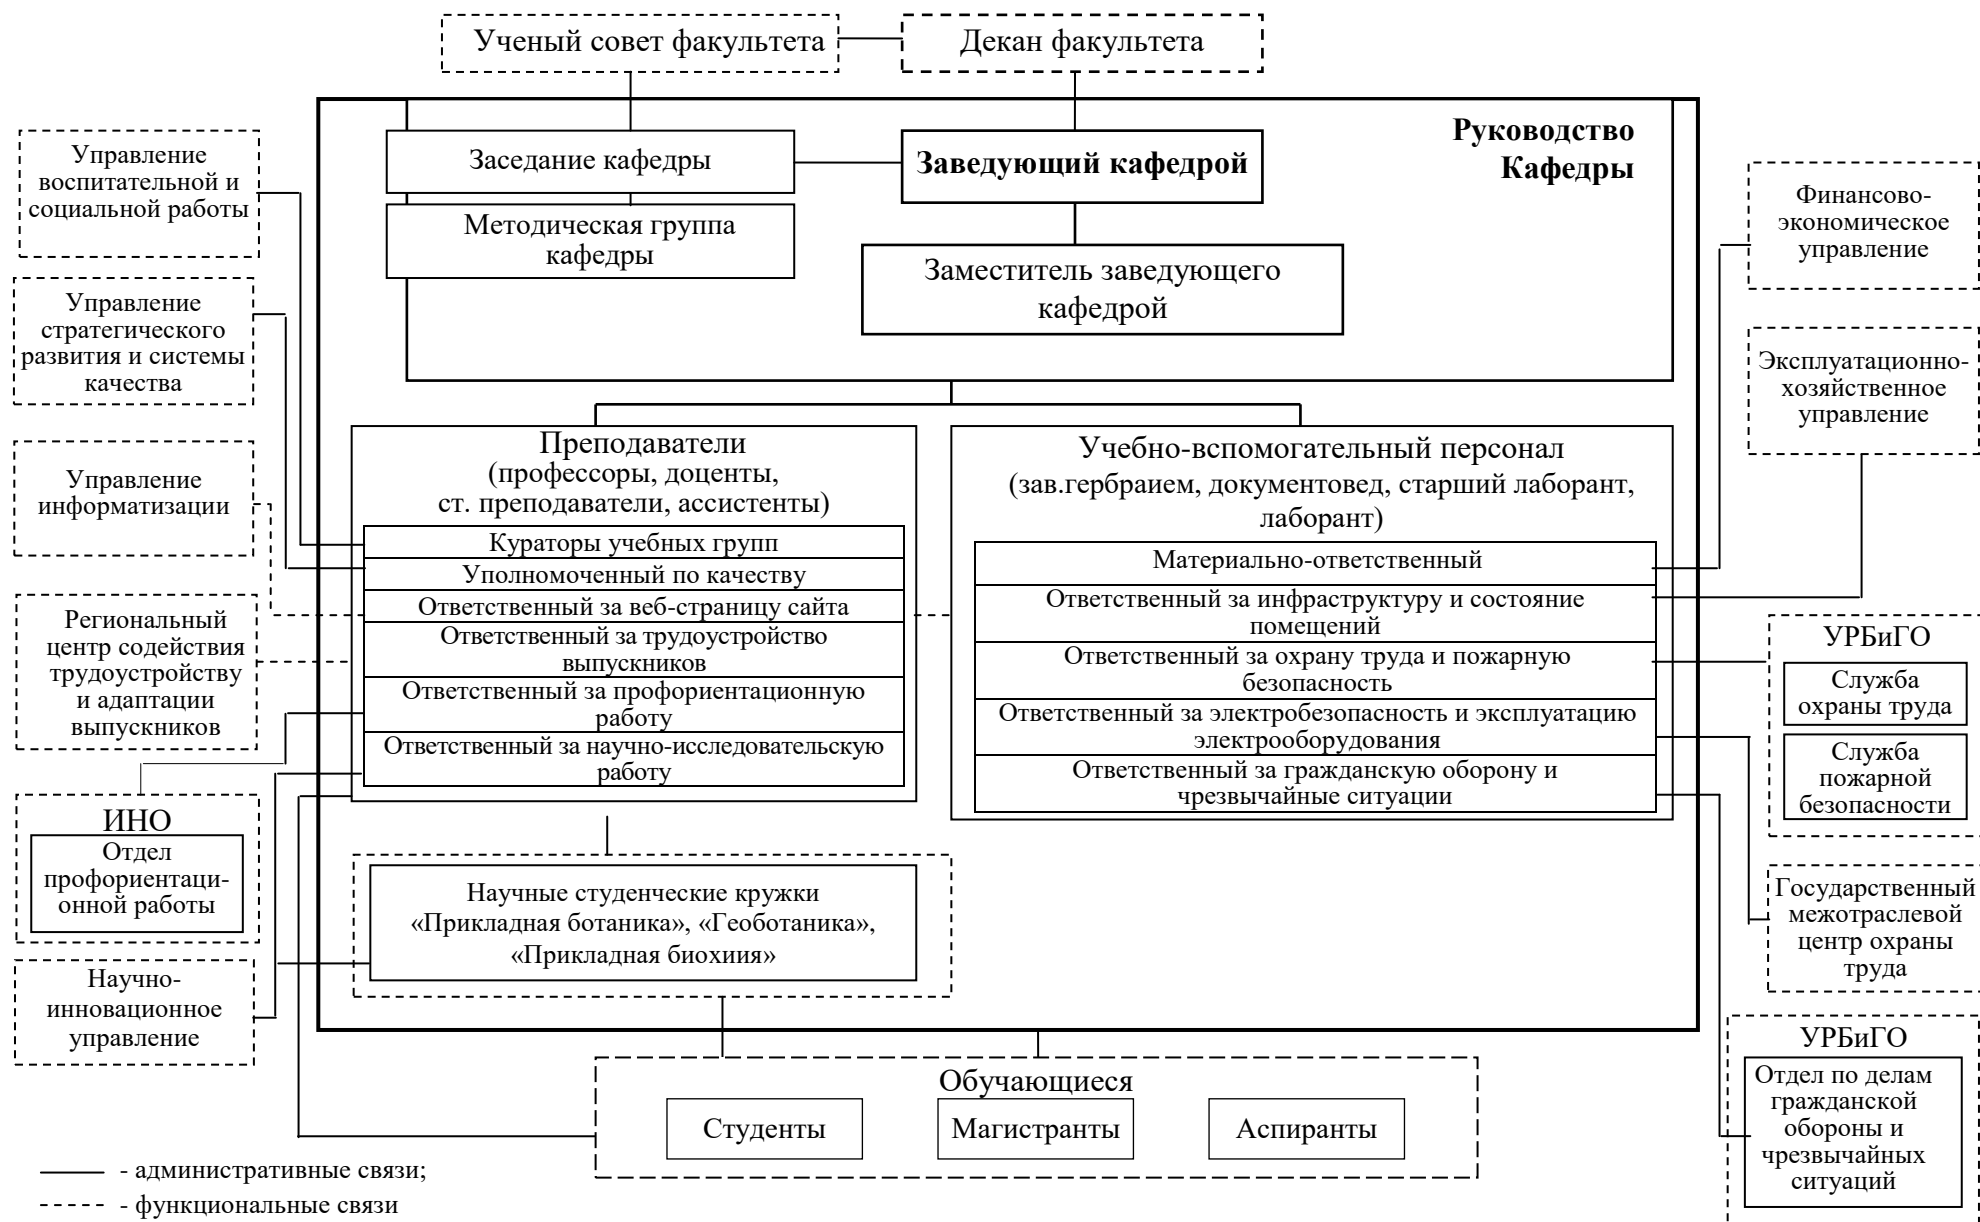 Ученый совет факультета
Декан факультета
Руководство
Кафедры
Заседание кафедры
Заведующий кафедрой
Методическая группа
кафедры
Заместитель заведующего
кафедрой
Управление
воспитательной и
социальной работы
Управление
стратегического
развития и системы
качества
Управление
информатизации
Региональный
центр содействия
трудоустройству
и адаптации
выпускников
ИНО
Отдел
профориентаци-
онной работы
Научно-
инновационное
управление
Преподаватели
(профессоры, доценты,
ст. преподаватели, ассистенты)
Кураторы учебных групп
Уполномоченный по качеству
Ответственный за веб-страницу сайта
Ответственный за трудоустройство
выпускников
Ответственный за профориентационную
работу
Ответственный за научно-исследовательскую
работу
Учебно-вспомогательный персонал
(зав.гербраием, документовед, старший лаборант,
лаборант)
Материально-ответственный
Ответственный за инфраструктуру и состояние
помещений
Ответственный за охрану труда и пожарную
безопасность
Ответственный за электробезопасность и эксплуатацию
электрооборудования
Ответственный за гражданскую оборону и
чрезвычайные ситуации
Научные студенческие кружки
«Прикладная ботаника», «Геоботаника»,
«Прикладная биохиия»
Финансово-
экономическое
управление
Эксплуатационно-
хозяйственное
управление
УРБиГО
Служба
охраны труда
Служба
пожарной
безопасности
Государственный
межотраслевой
центр охраны
труда
УРБиГО
Отдел по делам
гражданской
обороны и
чрезвычайных
ситуаций
Обучающиеся
Студенты
Магистранты
Аспиранты
- административные связи;
- функциональные связи